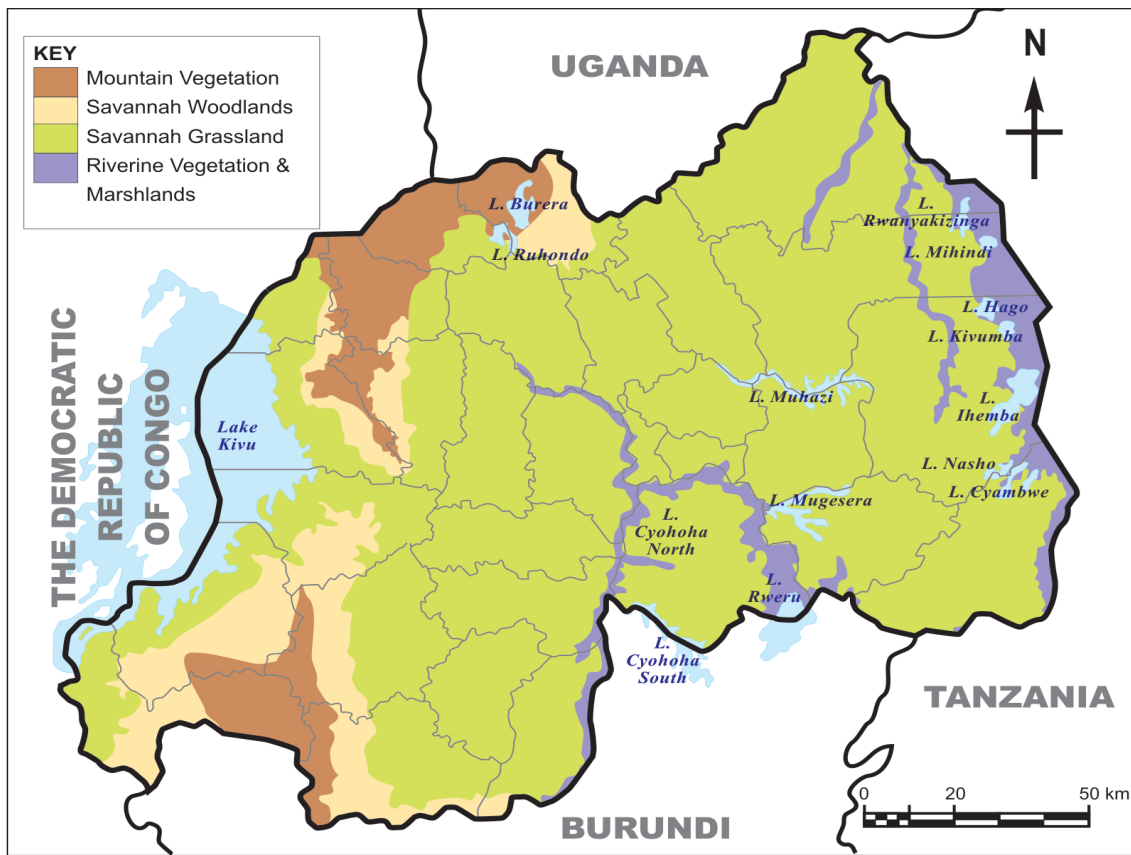 KEY
Mountain Vegetation
Savannah Woodlands
Savannah Grassland
Riverine Vegetation &
Marshlands
UGANDA
N
L. Burera
L. Ruhondo
L.
Rwanyakizinga
L. Mihindi
L. Hago
L. Kivumba
L. Muhazi
L.
Ihemba
THE DEMOCRATIC
REPUBLIC
OF CONGO
Lake
Kivu
L. Nasho
L. Cyambwe
L. Mugesera
L.
Cyohoha
North
L.
Rweru
L.
Cyohoha
South
TANZANIA
BURUNDI
0
20
50 km